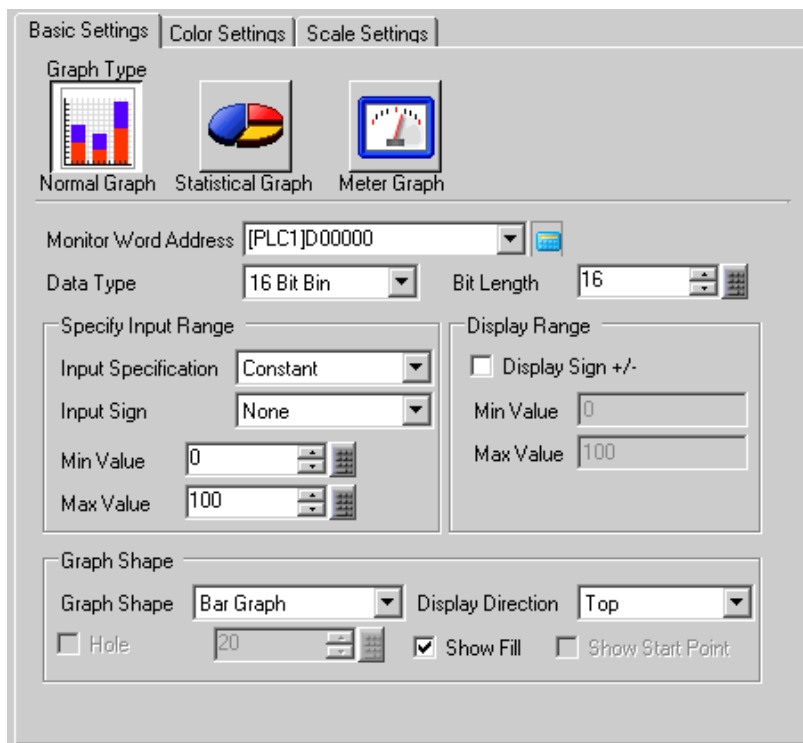 Basic Settings Color Settings Scale Settings
Graph Type
Normal Graph Statistical Graph Meter Graph
Monitor Word Address [PLC1]D00000
Data Type 16 Bit Bin Bit Length 16
Specify Input Range Display Range
Input Specification Constant Display Sign +/-
Input Sign None Min Value 0
Min Value 0 Max Value 100
Max Value 100
Graph Shape
Graph Shape Bar Graph Display Direction Top
Hole 20 Show Fill Show Start Point